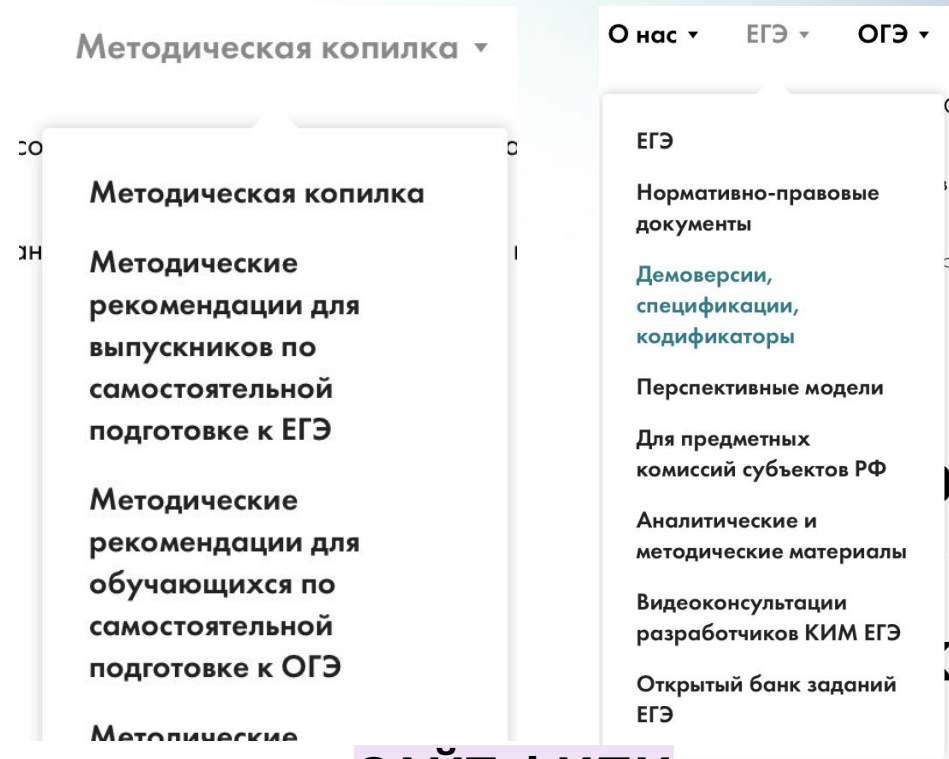 Методическая копилка
Методическая копилка
Методические
рекомендации для
выпускников по
самостоятельной
подготовке к ЕГЭ
Методические
рекомендации для
обучающихся по
самостоятельной
подготовке к ОГЭ
Методические
О нас ЕГЭ ОГЭ
ЕГЭ
Нормативно-правовые
документы
Демоверсии,
спецификации,
кодификаторы
Перспективные модели
Для предметных
комиссий субъектов РФ
Аналитические и
методические материалы
Видеоконсультации
разработчиков КИМ ЕГЭ
Открытый банк заданий
ЕГЭ